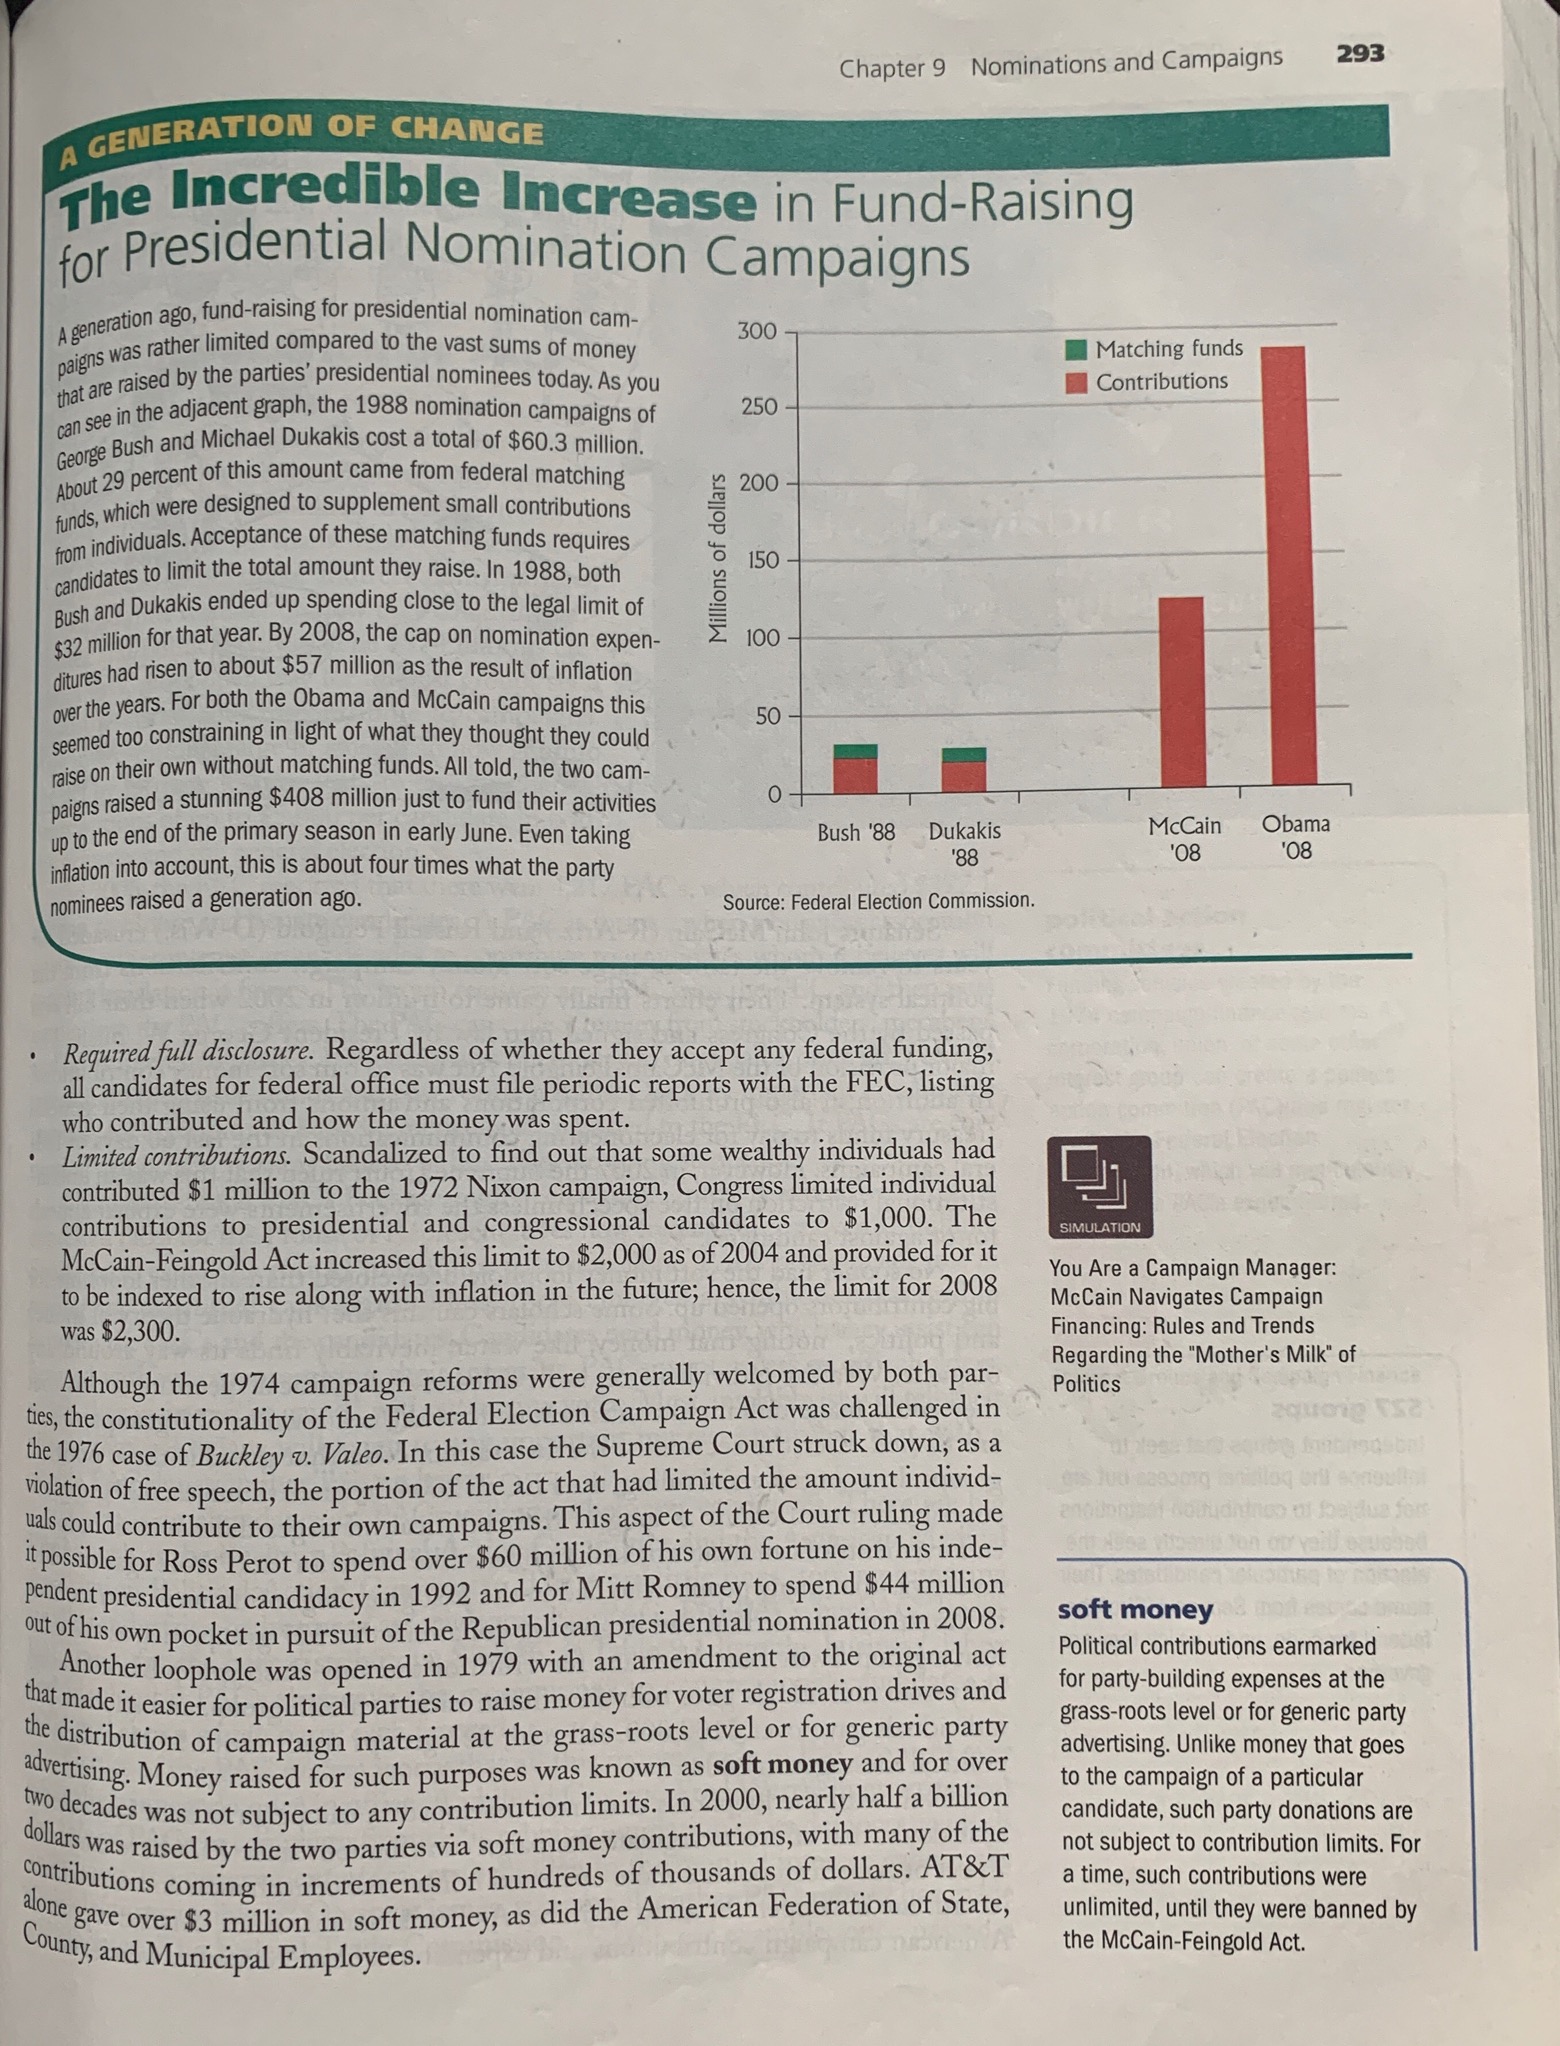 Chapter 9 Nominations and Campaigns 293
A GENERATION OF CHANGE
The Incredible Increase in Fund-Raising
for Presidential Nomination Campaigns
A generation ago, fund-raising for presidential nomination cam-
paigns was rather limited compared to the vast sums of money
that are raised by the parties' presidential nominees today. As you
can see in the adjacent graph, the 1988 nomination campaigns of
George Bush and Michael Dukakis cost a total of $60.3 million.
About 29 percent of this amount came from federal matching
funds, which were designed to supplement small contributions
from individuals. Acceptance of these matching funds requires
candidates to limit the total amount they raise. In 1988, both
Bush and Dukakis ended up spending close to the legal limit of
$32 million for that year. By 2008, the cap on nomination expen-
ditures had risen to about $57 million as the result of inflation
over the years. For both the Obama and McCain campaigns this
seemed too constraining in light of what they thought they could
raise on their own without matching funds. All told, the two cam-
paigns raised a stunning $408 million just to fund their activities
up to the end of the primary season in early June. Even taking
inflation into account, this is about four times what the party
nominees raised a generation ago.
Millions of dollars
300
250
200
150
100
50
0
Matching funds
Contributions
Bush '88
Dukakis
'88
McCain
'08
Obama
'08
Source: Federal Election Commission.
• Required full disclosure. Regardless of whether they accept any federal funding,
all candidates for federal office must file periodic reports with the FEC, listing
who contributed and how the money was spent.
• Limited contributions. Scandalized to find out that some wealthy individuals had
contributed $1 million to the 1972 Nixon campaign, Congress limited individual
contributions to presidential and congressional candidates to $1,000. The
McCain-Feingold Act increased this limit to $2,000 as of 2004 and provided for it
to be indexed to rise along with inflation in the future; hence, the limit for 2008
was $2,300.
Although the 1974 campaign reforms were generally welcomed by both par-
ties, the constitutionality of the Federal Election Campaign Act was challenged in
the 1976 case of Buckley v. Valeo. In this case the Supreme Court struck down, as a
violation of free speech, the portion of the act that had limited the amount individ-
uals could contribute to their own campaigns. This aspect of the Court ruling made
it possible for Ross Perot to spend over $60 million of his own fortune on his inde-
pendent presidential candidacy in 1992 and for Mitt Romney to spend $44 million
out of his own pocket in pursuit of the Republican presidential nomination in 2008.
Another loophole was opened in 1979 with an amendment to the original act
that made it easier for political parties to raise money for voter registration drives and
the distribution of campaign material at the grass-roots level or for generic party
advertising. Money raised for such purposes was known as soft money and for over
two decades was not subject to any contribution limits. In 2000, nearly half a billion
dollars was raised by the two parties via soft money contributions, with many of the
contributions coming in increments of hundreds of thousands of dollars. AT&T
alone gave over $3 million in soft money, as did the American Federation of State,
County, and Municipal Employees.
SIMULATION
You Are a Campaign Manager:
McCain Navigates Campaign
Financing: Rules and Trends
Regarding the "Mother's Milk" of
Politics
soft money
Political contributions earmarked
for party-building expenses at the
grass-roots level or for generic party
advertising. Unlike money that goes
to the campaign of a particular
candidate, such party donations are
not subject to contribution limits. For
a time, such contributions were
unlimited, until they were banned by
the McCain-Feingold Act.